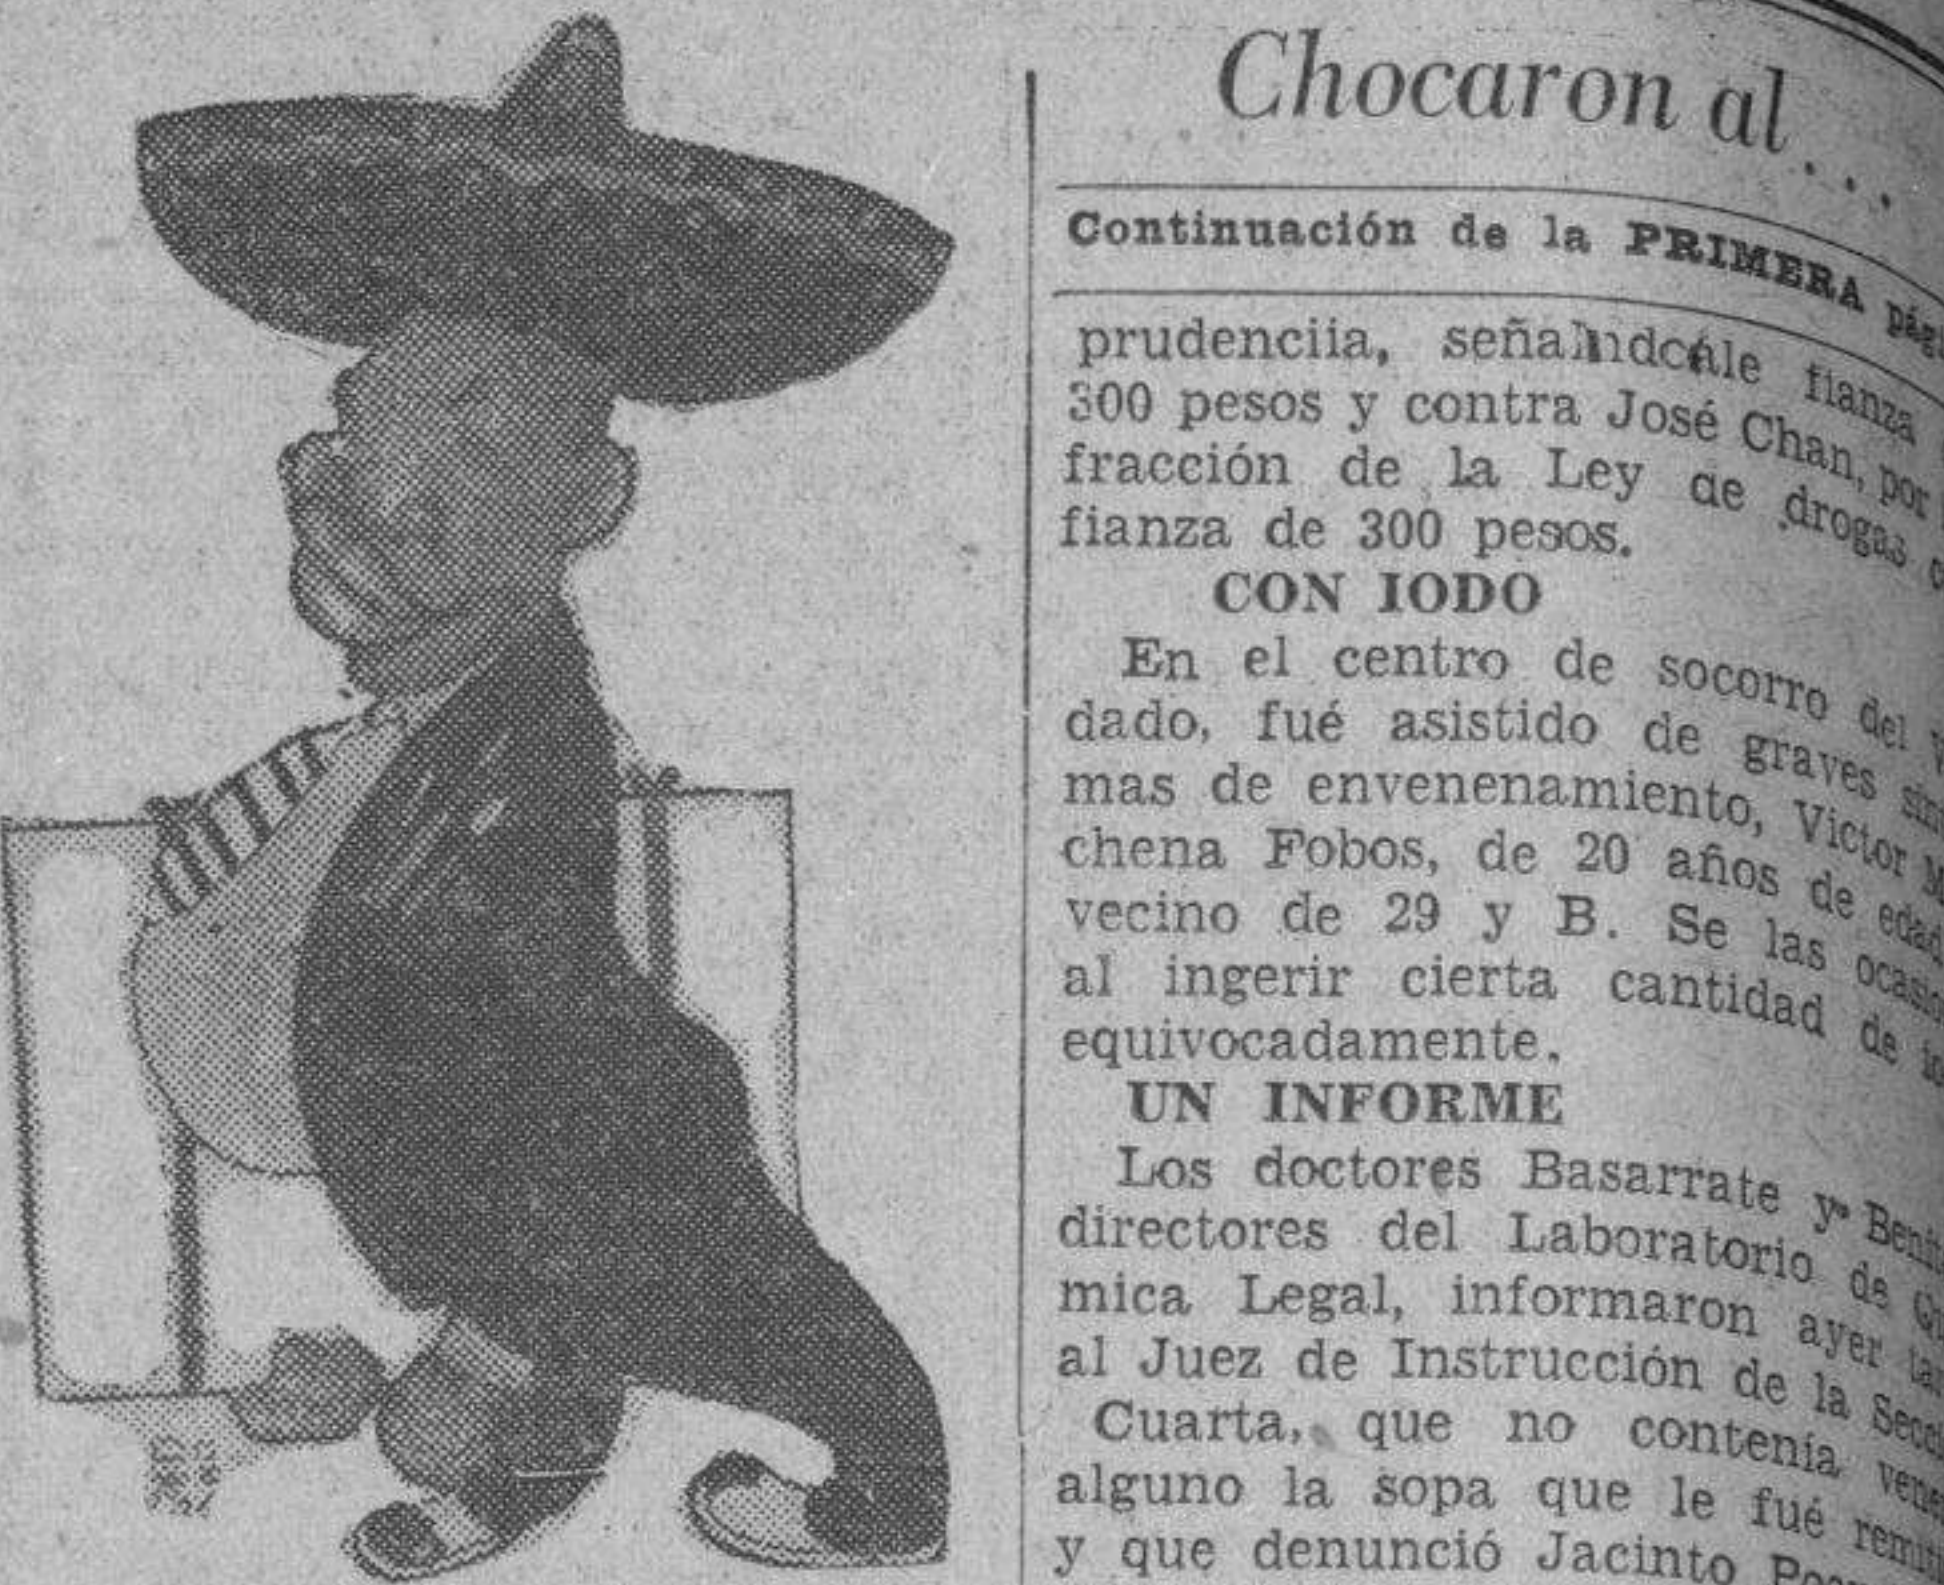 Chocaron al...
Continuación de la PRIMERA
prudenciia, fianza
300 pesos y contra José Chan, por
fracción de la Ley de drogas
fianza de 300 pesos.
CON IODO
En el centro de socorro del
dado, fué asistido de graves
mas de envenenamiento, Victor
chena Fobos, de 20 años de edad
vecino de 29 y B. Se las
al ingerir cierta cantidad de
equivocadamente.
UN INFORME
Los doctores Basarrate y
directores del Laboratorio de
mica Legal, informaron ayer
al Juez de Instrucción de la
Cuarta, que no contenía
alguno la sopa que le fué
y que denunció Jacinto